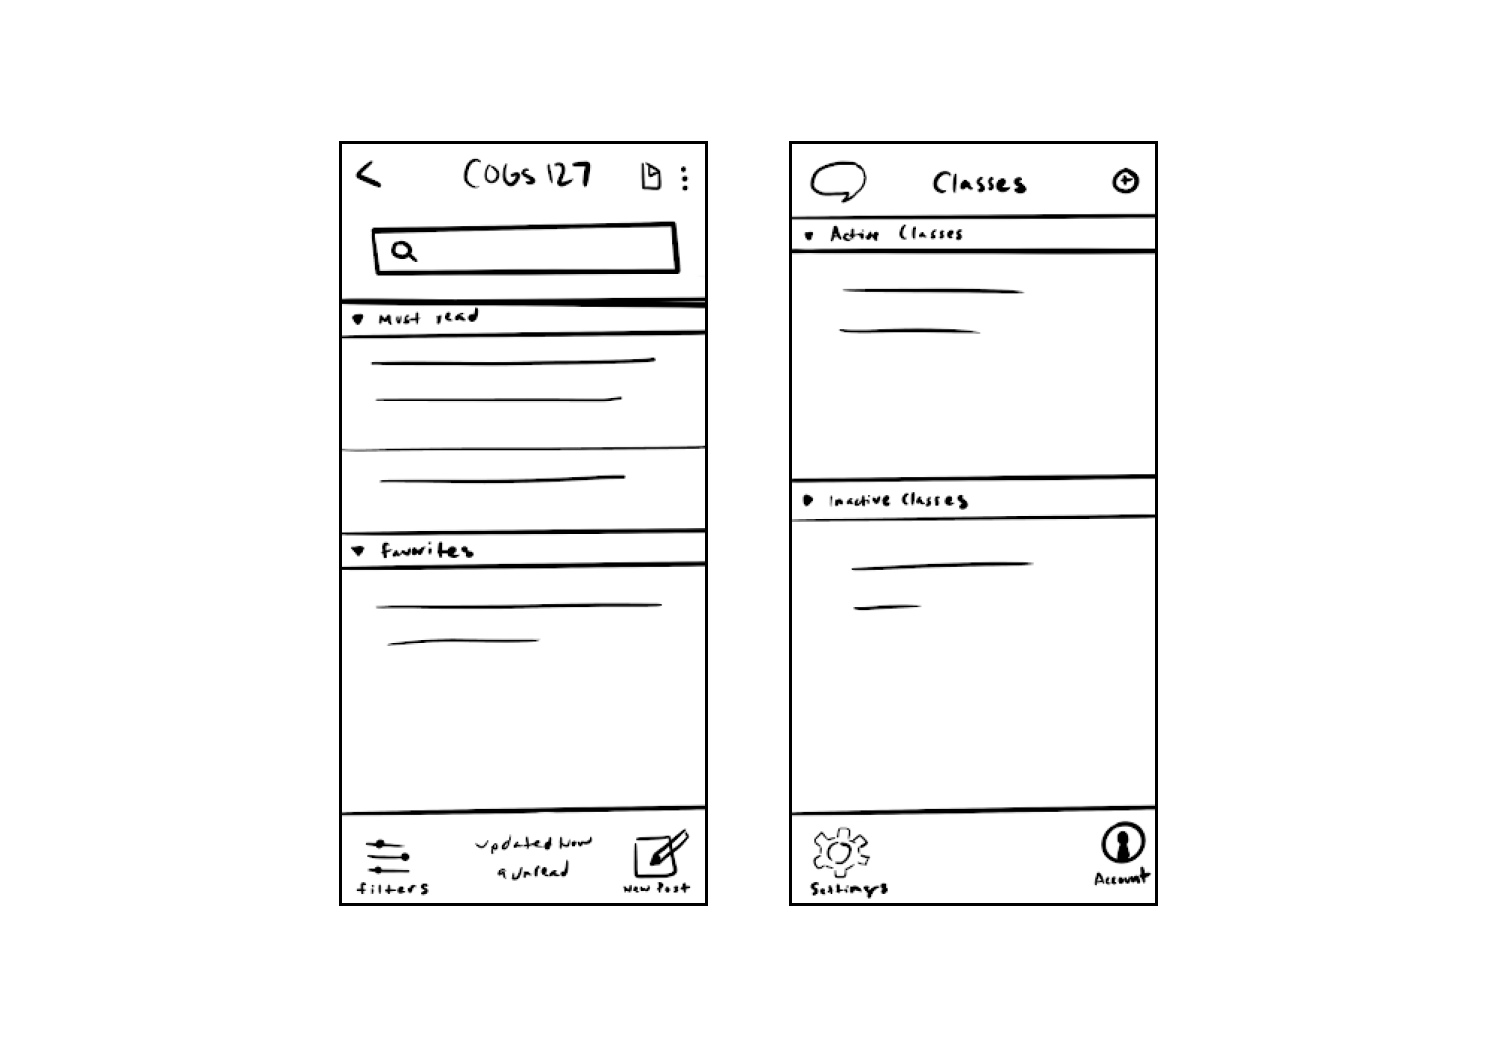 COGS 127
Must read
Favorites
updated Now
9 unread
filters
New Post
Classes
Active Classes
Inactive Classes
Settings
Account